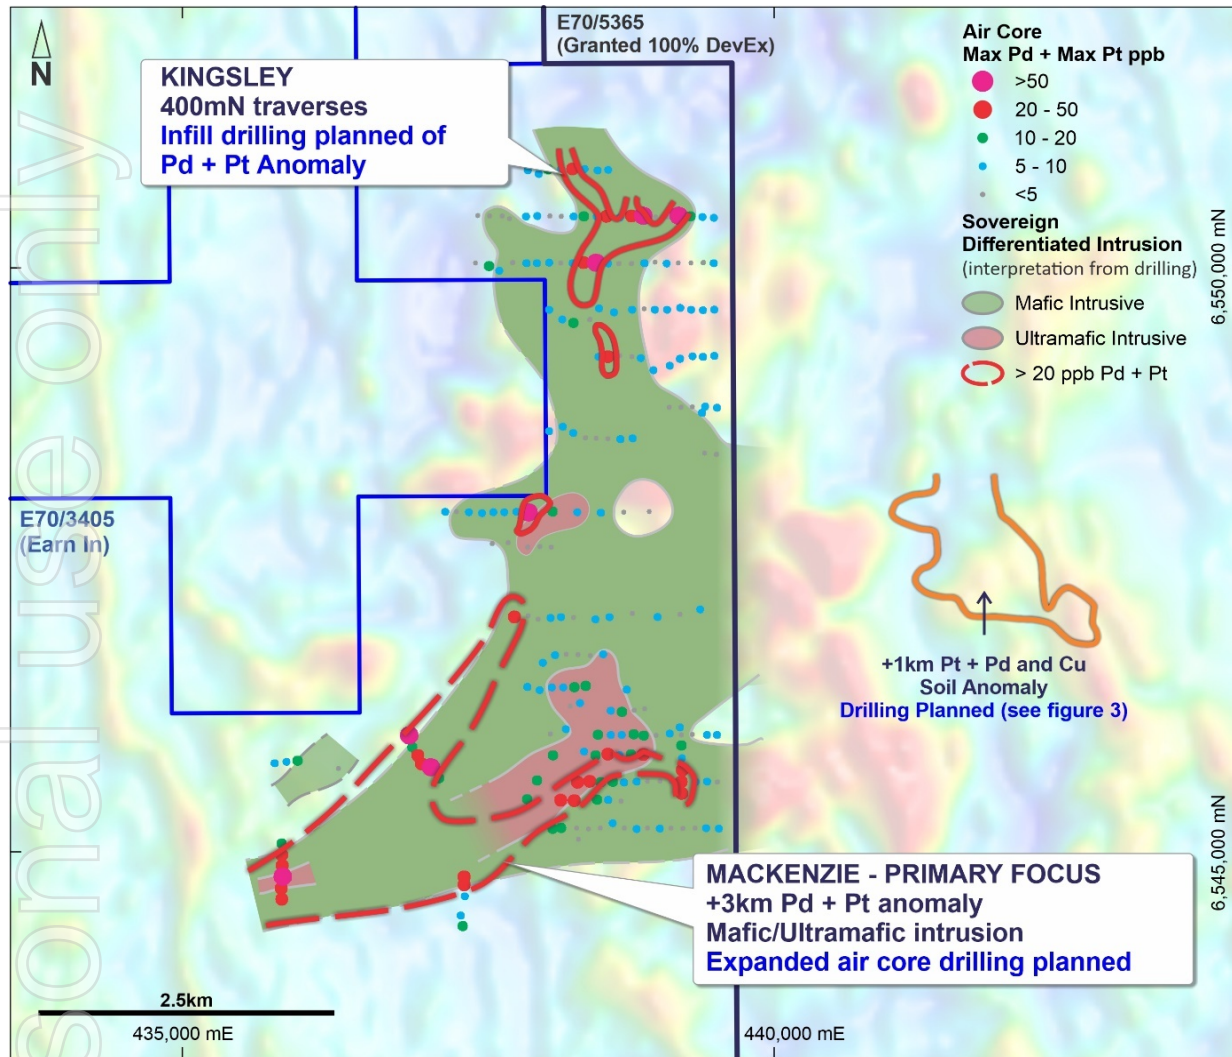 E70/5365
(Granted 100% DevEx)
N
KINGSLEY
400mN traverses
Infill drilling planned of
Pd + Pt Anomaly
Air Core
Max Pd + Max Pt ppb
>50
20 - 50
10 - 20
5 - 10
<5
Sovereign
Differentiated Intrusion
(interpretation from drilling)
Mafic Intrusive
Ultramafic Intrusive
> 20 ppb Pd + Pt
6,550,000 mN
E70/3405
(Earn In)
+1km Pt + Pd and Cu
Soil Anomaly
Drilling Planned (see figure 3)
MACKENZIE - PRIMARY FOCUS
+3km Pd + Pt anomaly
Mafic/Ultramafic intrusion
Expanded air core drilling planned
6,545,000 mN
2.5km
435,000 mE
440,000 mE
sonal use only